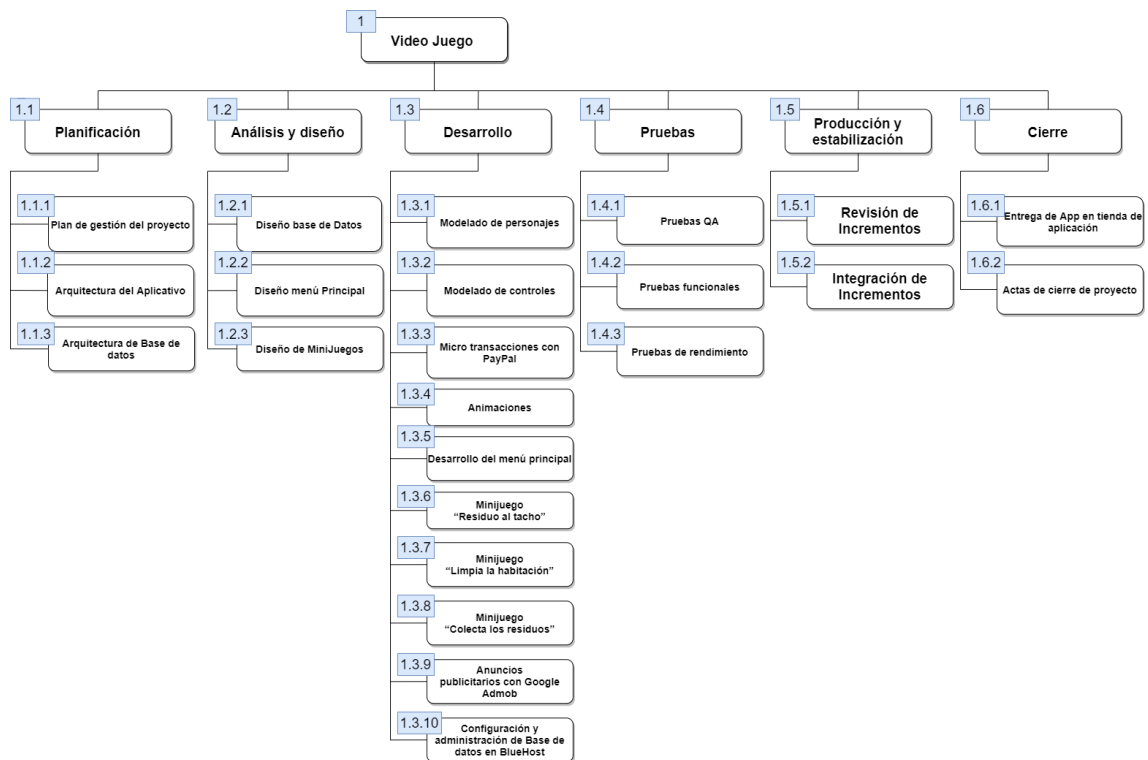 1
Video Juego
1.1
Planificación
1.2
Análisis y diseño
1.3
Desarrollo
1.4
Pruebas
1.5
Producción y
estabilización
1.6
Cierre
1.1.1
Plan de gestión del proyecto
1.1.2
Arquitectura del Aplicativo
1.1.3
Arquitectura de Base de
datos
1.2.1
Diseño base de Datos
1.2.2
Diseño menú Principal
1.2.3
Diseño de MiniJuegos
1.3.1
Modelado de personajes
1.3.2
Modelado de controles
1.3.3
Micro transacciones con
PayPal
1.3.4
Animaciones
1.3.5
Desarrollo del menú principal
1.3.6
Minijuego
“Residuo al tacho”
1.3.7
Minijuego
“Limpia la habitación”
1.3.8
Minijuego
“Colecta los residuos”
1.3.9
Anuncios
publicitarios con Google
Admob
1.3.10
Configuración y
administración de Base de
datos en BlueHost
1.4.1
Pruebas QA
1.4.2
Pruebas funcionales
1.4.3
Pruebas de rendimiento
1.5.1
Revisión de
Incrementos
1.5.2
Integración de
Incrementos
1.6.1
Entrega de App en tienda de
aplicación
1.6.2
Actas de cierre de proyecto